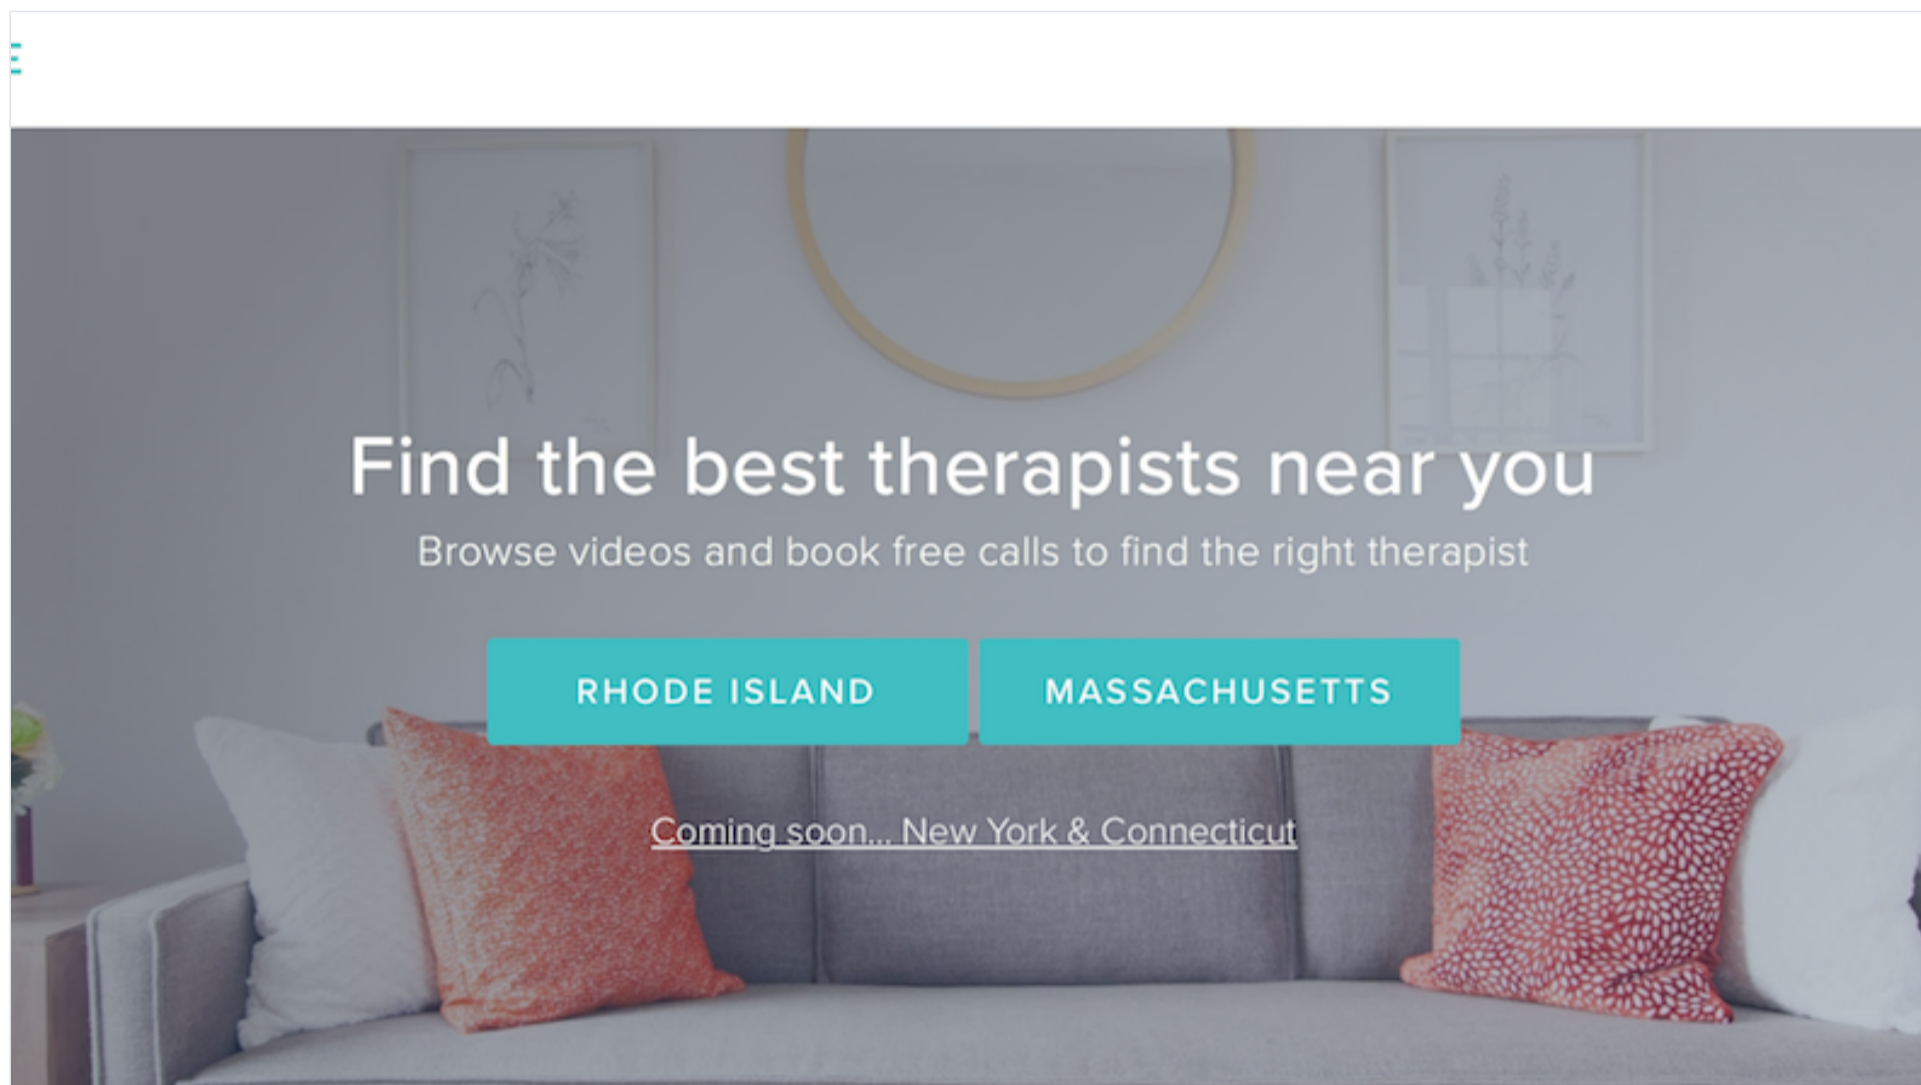 E
Find the best therapists near you
Browse videos and book free calls to find the right therapist
RHODE ISLAND
MASSACHUSETTS
Coming soon... New York & Connecticut